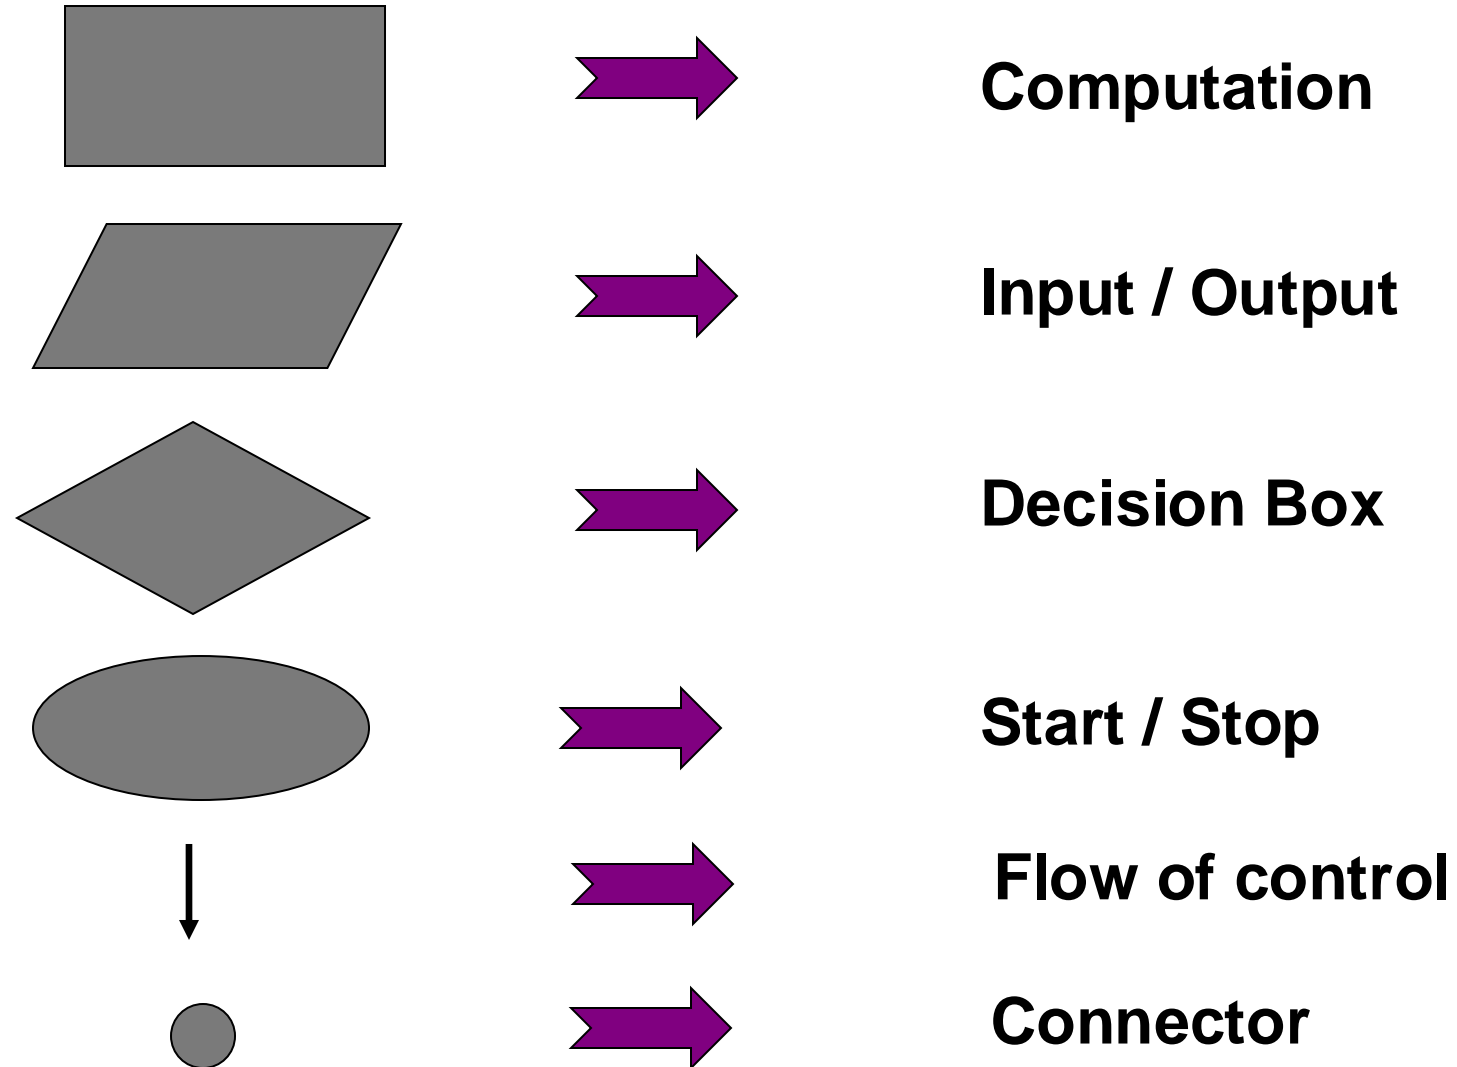 Computation
Input / Output
Decision Box
Start / Stop
Flow of control
Connector